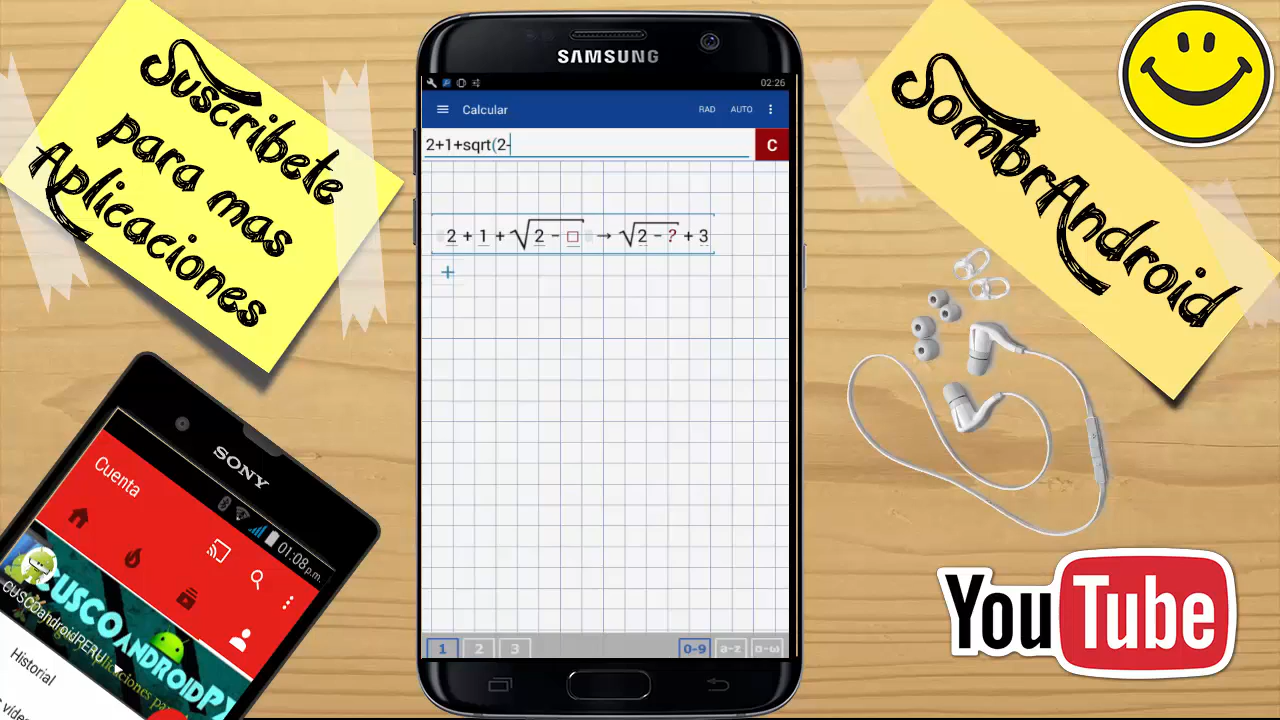 Suscribete
para mas
Aplicaciones
SAMSUNG
02:26
Calcular
RAD
AUTO
2+1+sqrt(2-
C
2 + 1 + √2 − □ → √2 − ? + 3
+
1
2
3
0-9
a-z
α-ω
SombrAndroid
SONY
01:08p.m.
Cuenta
CUSCOandroidPERU
Historial
YouTube